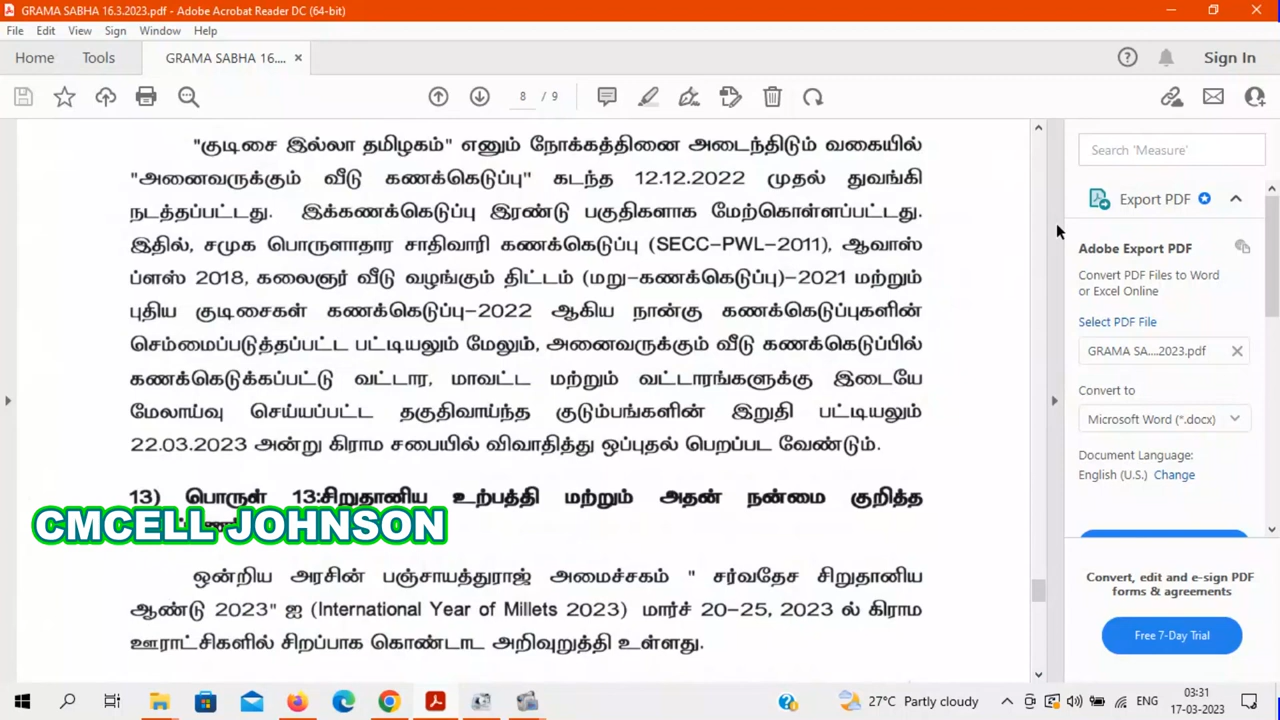 GRAMA SABHA 16.3.2023.pdf - Adobe Acrobat Reader DC (64-bit)
File Edit View Sign Window Help
Home Tools GRAMA SABHA 16.... × Sign In
8 / 9
"குடிசை இல்லா தமிழகம்" எனும் நோக்கத்தினை அடைந்திடும் வகையில்
"அனைவருக்கும் வீடு கணக்கெடுப்பு" கடந்த 12.12.2022 முதல் துவங்கி
நடத்தப்பட்டது. இக்கணக்கெடுப்பு இரண்டு பகுதிகளாக மேற்கொள்ளப்பட்டது.
இதில், சமுக பொருளாதார சாதிவாரி கணக்கெடுப்பு (SECC-PWL-2011), ஆவாஸ்
ப்ளஸ் 2018, கலைஞர் வீடு வழங்கும் திட்டம் (மறு-கணக்கெடுப்பு)-2021 மற்றும்
புதிய குடிசைகள் கணக்கெடுப்பு-2022 ஆகிய நான்கு கணக்கெடுப்புகளின்
செம்மைப்படுத்தப்பட்ட பட்டியலும் மேலும், அனைவருக்கும் வீடு கணக்கெடுப்பில்
கணக்கெடுக்கப்பட்டு வட்டார, மாவட்ட மற்றும் வட்டாரங்களுக்கு இடையே
மேலாய்வு செய்யப்பட்ட தகுதிவாய்ந்த குடும்பங்களின் இறுதி பட்டியலும்
22.03.2023 அன்று கிராம சபையில் விவாதித்து ஒப்புதல் பெறப்பட வேண்டும்.
13) பொருள் 13:சிறுதானிய உற்பத்தி மற்றும் அதன் நன்மை குறித்த
CMCELL JOHNSON
ஒன்றிய அரசின் பஞ்சாயத்துராஜ் அமைச்சகம் " சர்வதேச சிறுதானிய
ஆண்டு 2023" ஐ (International Year of Millets 2023) மார்ச் 20-25, 2023 ல் கிராம
ஊராட்சிகளில் சிறப்பாக கொண்டாட அறிவுறுத்தி உள்ளது.
Search 'Measure'
Export PDF
Adobe Export PDF
Convert PDF Files to Word
or Excel Online
Select PDF File
GRAMA SA....2023.pdf
Convert to
Microsoft Word (*.docx)
Document Language:
English (U.S.) Change
Convert, edit and e-sign PDF
forms & agreements
Free 7-Day Trial
27°C Partly cloudy ENG 03:31
17-03-2023